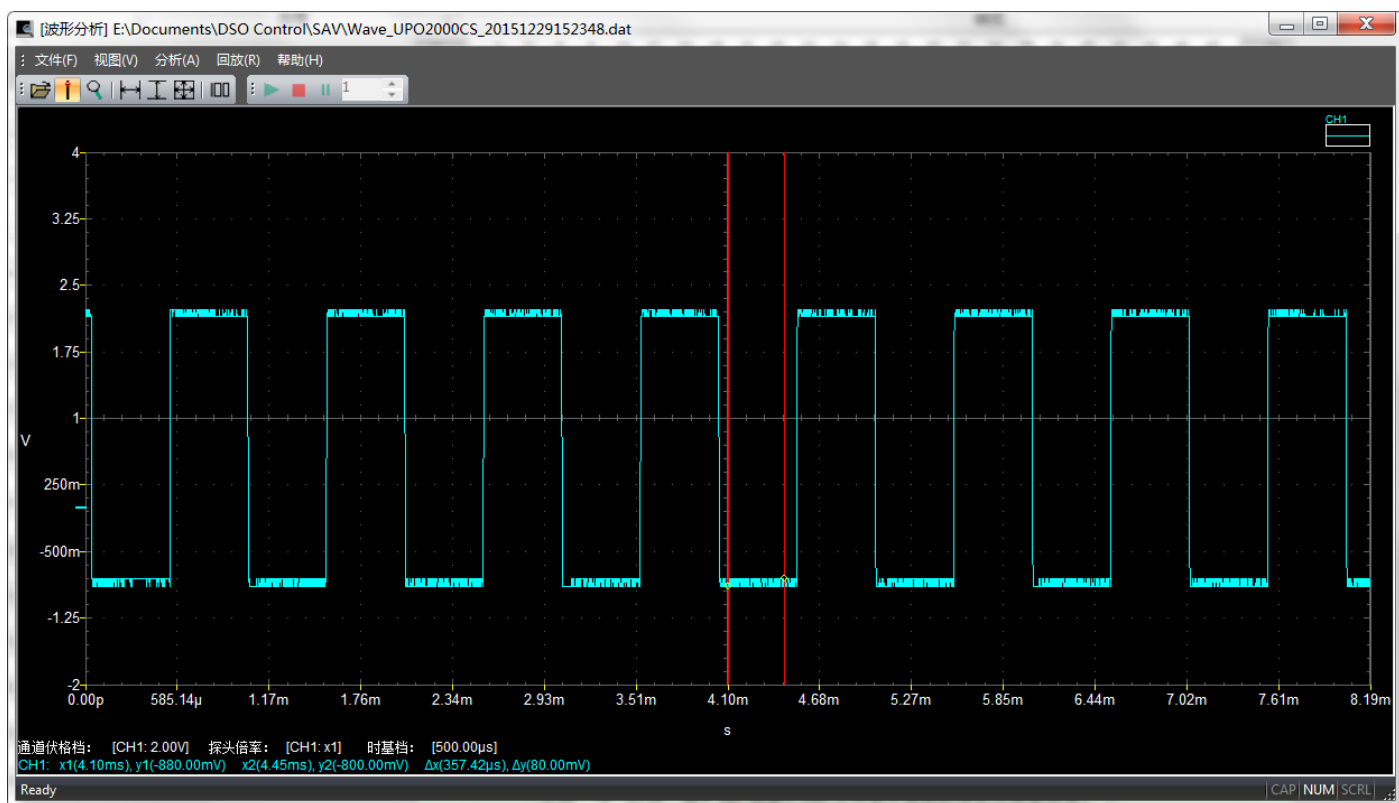 [波形分析] E:\Documents\DSO Control\SAV\Wave_UPO2000CS_20151229152348.dat
文件(F) 视图(V) 分析(A) 回放(R) 帮助(H)
1
CH1
4
3.25
2.5
1.75
1
V
250m
-500m
-1.25
-2
0.00p 585.14µ 1.17m 1.76m 2.34m 2.93m 3.51m 4.10m 4.68m 5.27m 5.85m 6.44m 7.02m 7.61m 8.19m
s
通道伏格档： [CH1: 2.00V] 探头倍率： [CH1: x1] 时基档： [500.00µs]
CH1: x1(4.10ms), y1(-880.00mV) x2(4.45ms), y2(-800.00mV) Δx(357.42µs), Δy(80.00mV)
Ready CAP NUM SCRL